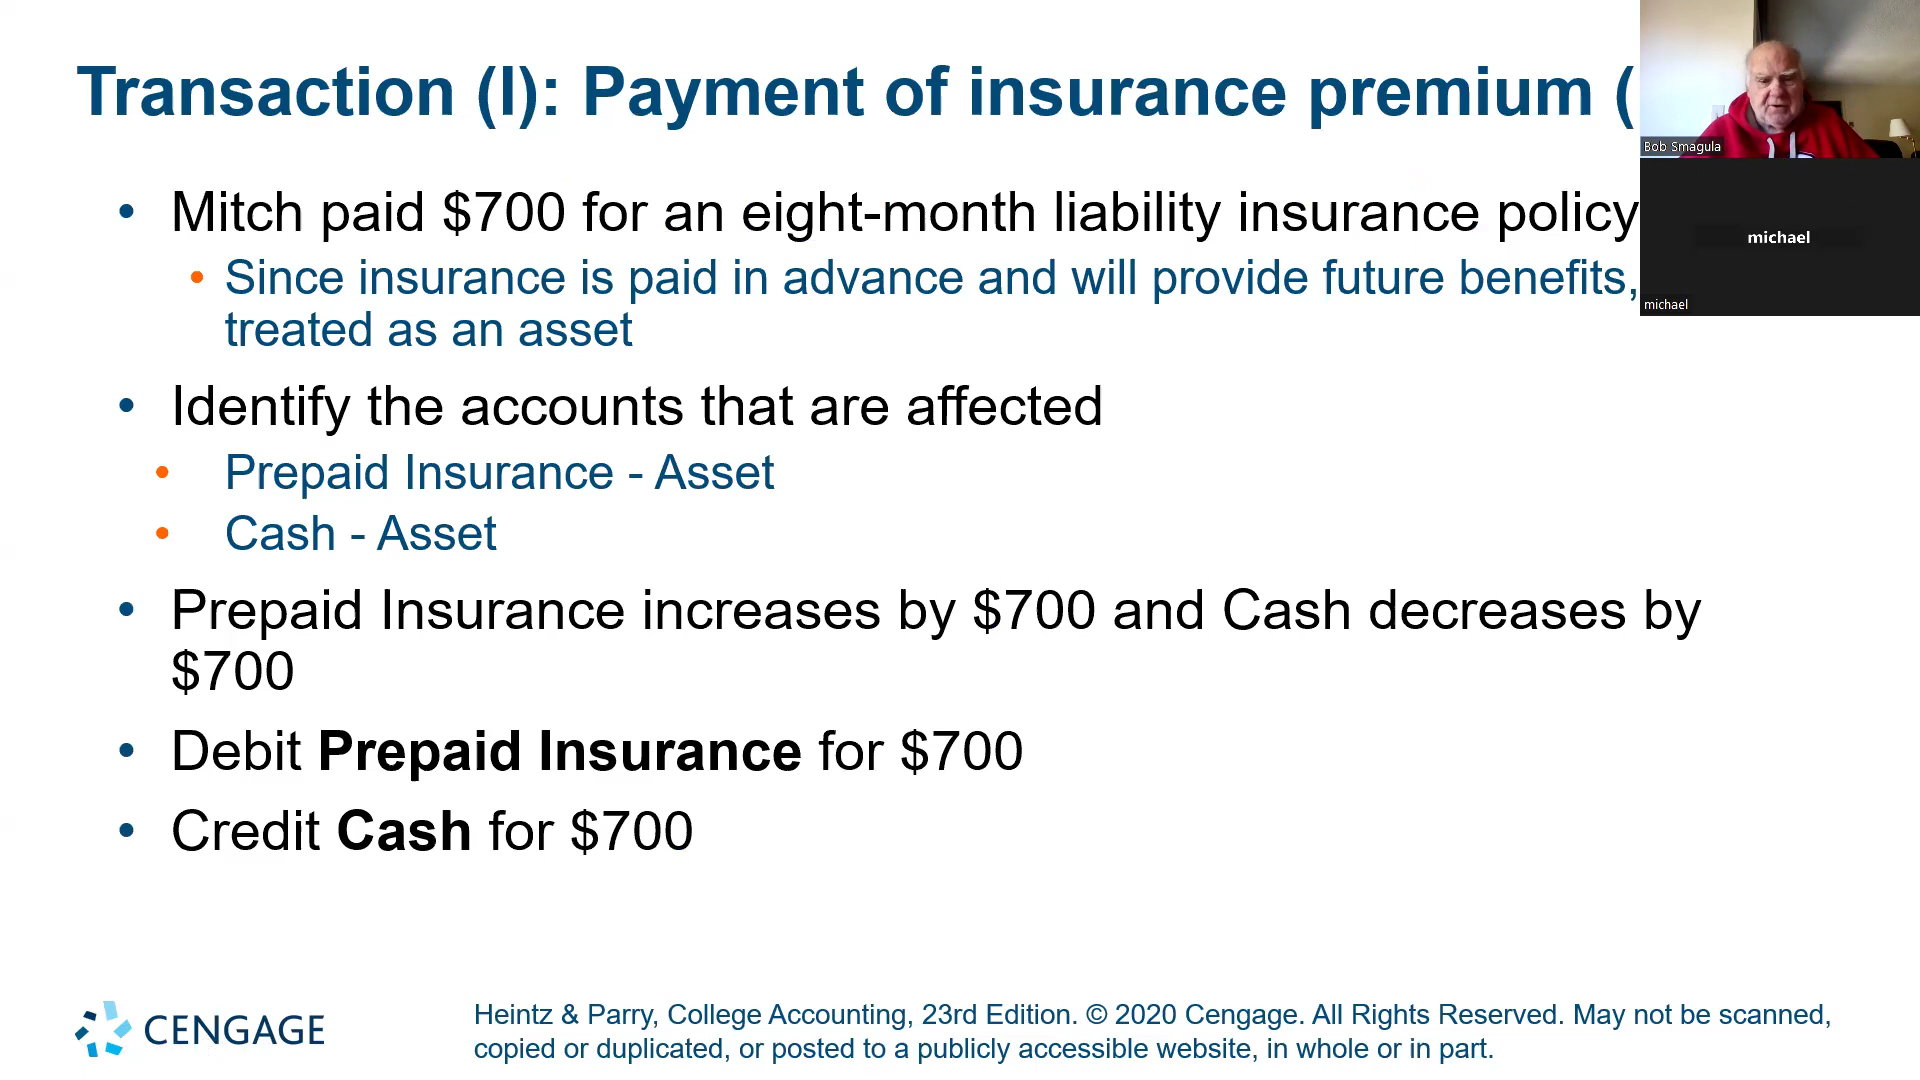 Transaction (I): Payment of insurance premium (
Bob Smagula
• Mitch paid $700 for an eight-month liability insurance policy
michael
• Since insurance is paid in advance and will provide future benefits,
michael
treated as an asset
• Identify the accounts that are affected
• Prepaid Insurance - Asset
• Cash - Asset
• Prepaid Insurance increases by $700 and Cash decreases by
$700
• Debit Prepaid Insurance for $700
• Credit Cash for $700
CENGAGE
Heintz & Parry, College Accounting, 23rd Edition. © 2020 Cengage. All Rights Reserved. May not be scanned,
copied or duplicated, or posted to a publicly accessible website, in whole or in part.